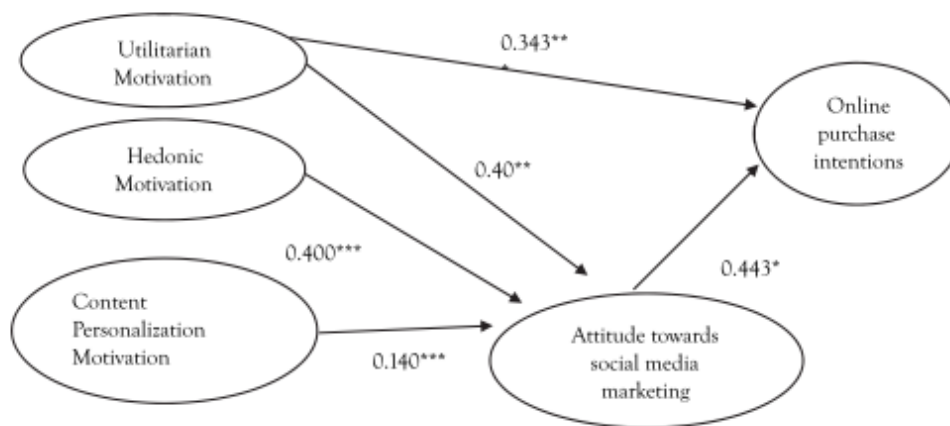 Utilitarian
Motivation
0.343**
Online
purchase
intentions
Hedonic
Motivation
0.40**
0.400***
0.443*
Content
Personalization
Motivation
0.140***
Attitude towards
social media
marketing